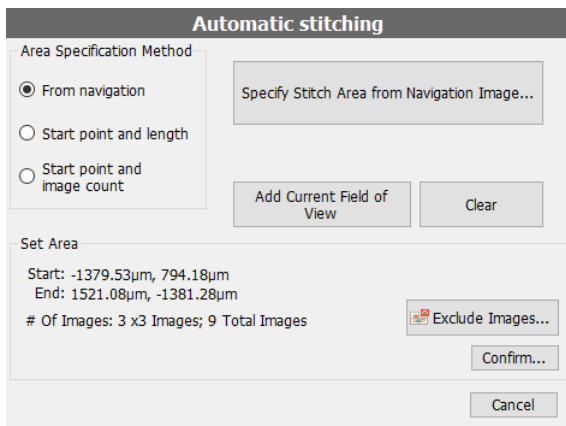 Automatic stitching
Area Specification Method
From navigation
Specify Stitch Area from Navigation Image...
Start point and length
Start point and
image count
Add Current Field of
View
Clear
Set Area
Start: -1379.53µm, 794.18µm
End: 1521.08µm, -1381.28µm
# Of Images: 3 x3 Images; 9 Total Images
Exclude Images...
Confirm...
Cancel